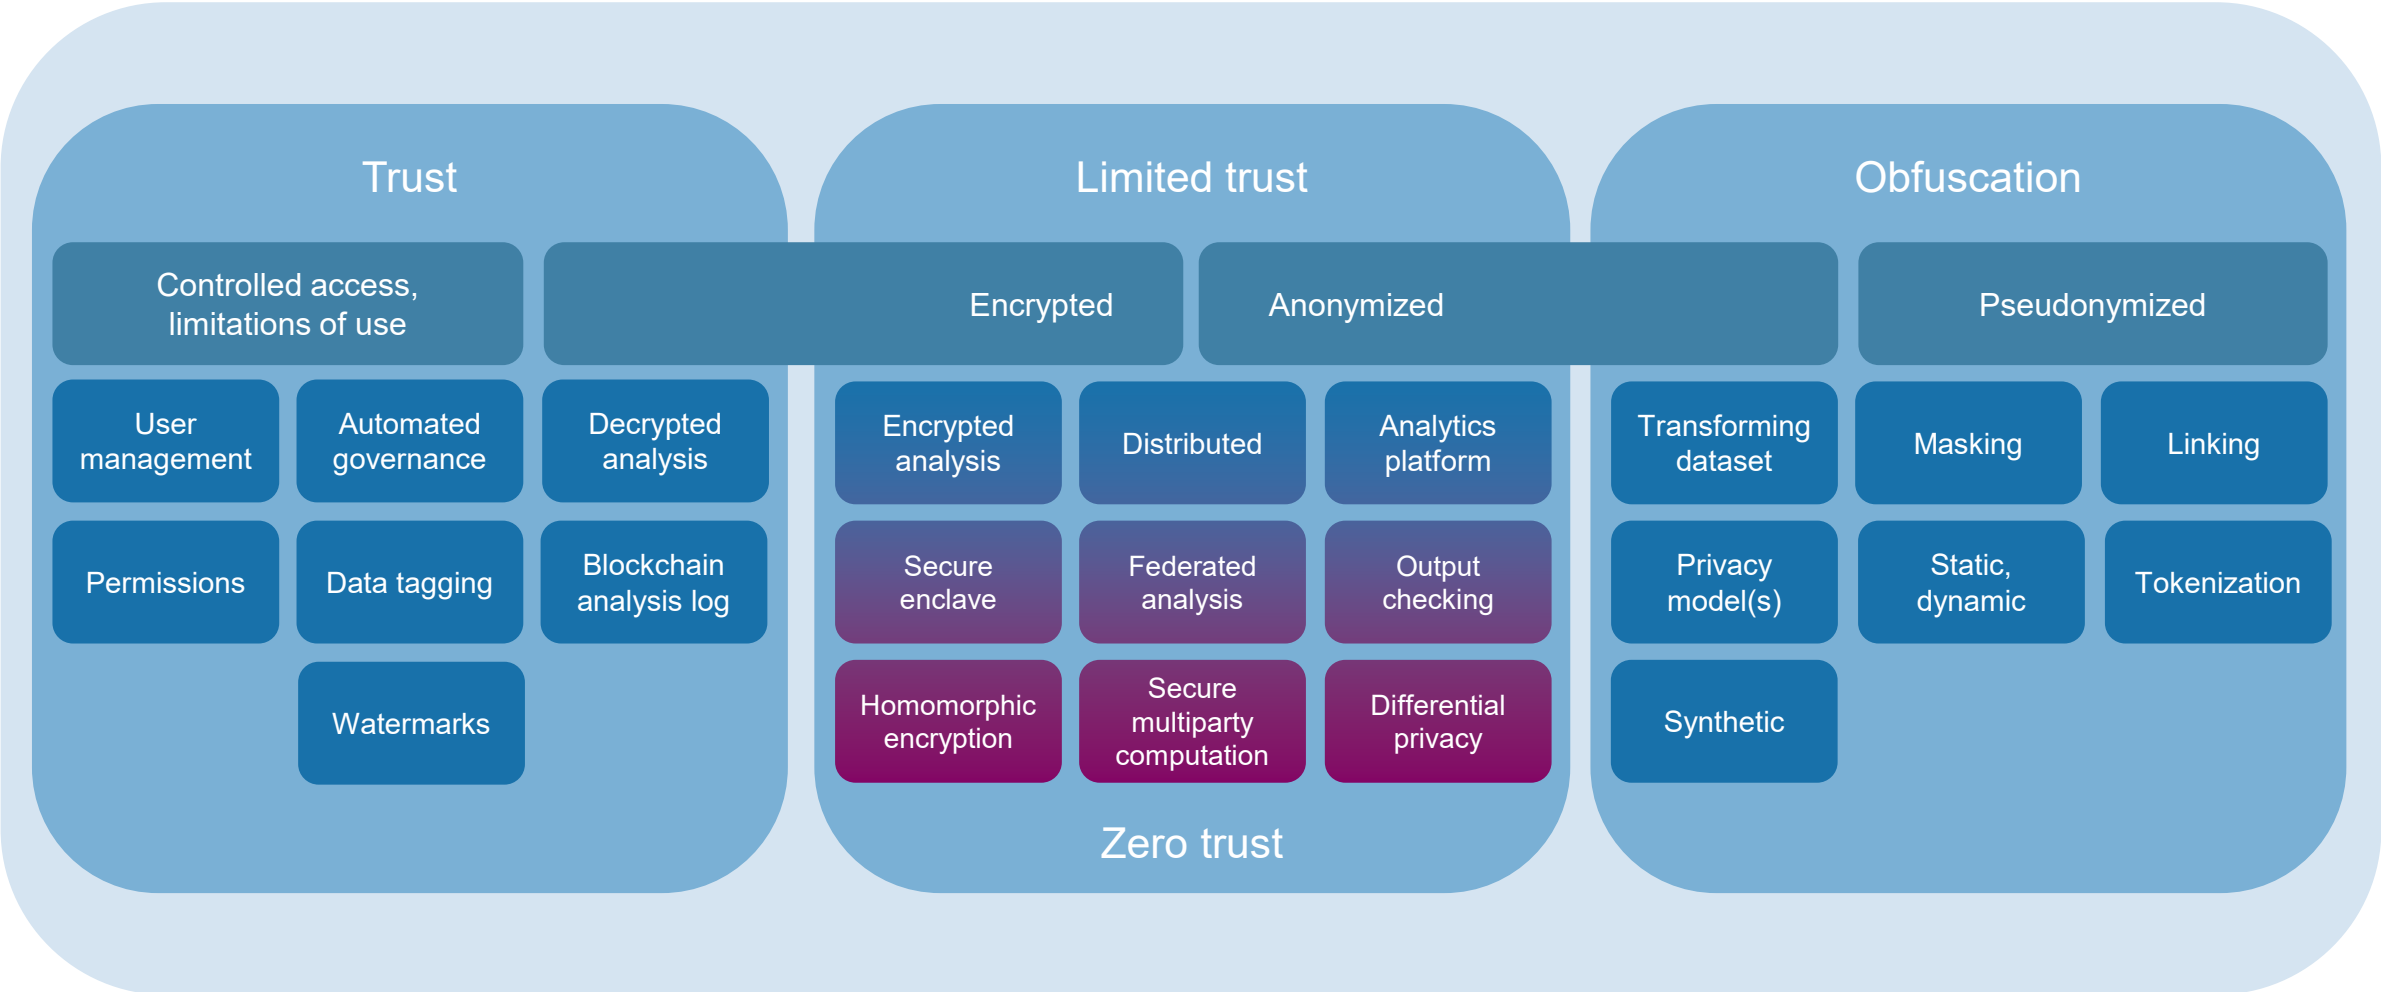 Trust
Limited trust
Obfuscation
Controlled access,
limitations of use
Encrypted
Anonymized
Pseudonymized
User
management
Automated
governance
Decrypted
analysis
Encrypted
analysis
Distributed
Analytics
platform
Transforming
dataset
Masking
Linking
Permissions
Data tagging
Blockchain
analysis log
Secure
enclave
Federated
analysis
Output
checking
Privacy
model(s)
Static,
dynamic
Tokenization
Watermarks
Homomorphic
encryption
Secure
multiparty
computation
Differential
privacy
Synthetic
Zero trust